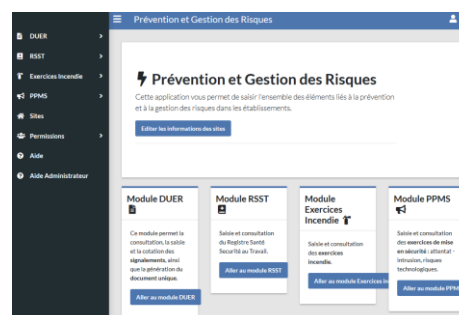 Prévention et Gestion des Risques
DUER
RSST
Exercices Incendie
PPMS
Sites
Permissions
Aide
Aide Administrateur
Prévention et Gestion des Risques
Cette application vous permet de saisir l'ensemble des éléments liés à la prévention
et à la gestion des risques dans les établissements.
Editer les informations des sites
Module DUER
Ce module permet la
consultation, la saisie
et la cotation des
signalements, ainsi
que la génération du
document unique.
Aller au module DUER
Module RSST
Saisie et consultation
du Registre Santé
Securité au Travail.
Aller au module RSST
Module
Exercices
Incendie
Saisie et consultation
des exercices
incendie.
Aller au module Exercices in
Module PPMS
Saisie et consultation
des exercices de mise
en sécurité : attentat -
intrusion, risques
technologiques.
Aller au module PPM